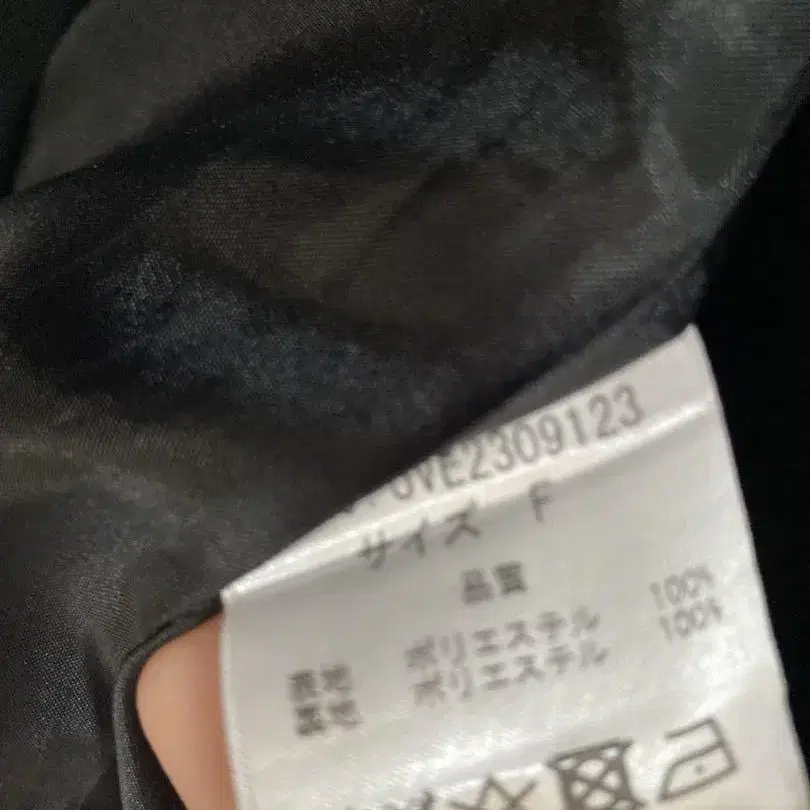 UVE2309123
サイズ F
品質
表地 ポリエステル 100%
裏地 ポリエステル 100%